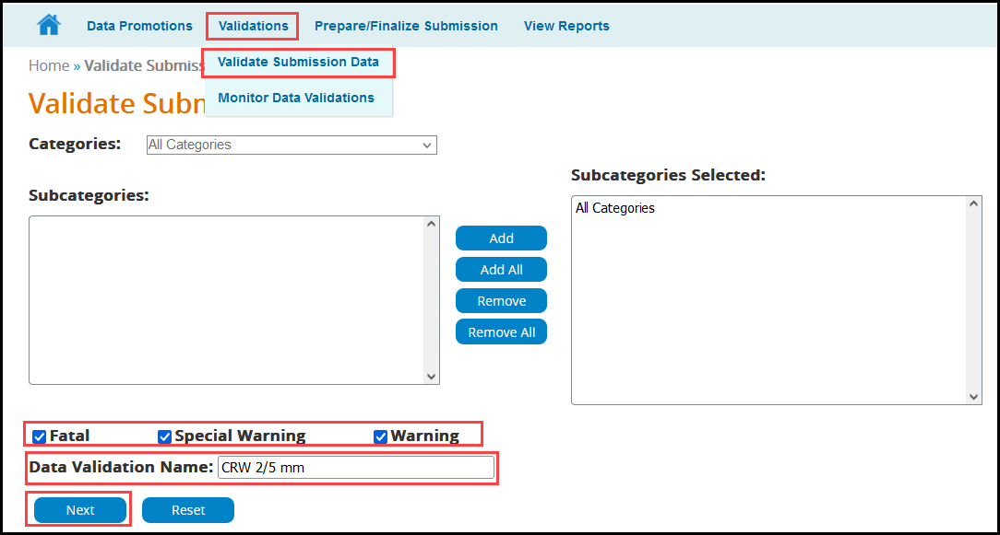 Data Promotions Validations Prepare/Finalize Submission View Reports
Home » Validate Submiss
Validate Submission Data
Monitor Data Validations
Validate Subm
Categories: All Categories
Subcategories:
Subcategories Selected:
All Categories
Add
Add All
Remove
Remove All
Fatal Special Warning Warning
Data Validation Name: CRW 2/5 mm
Next Reset